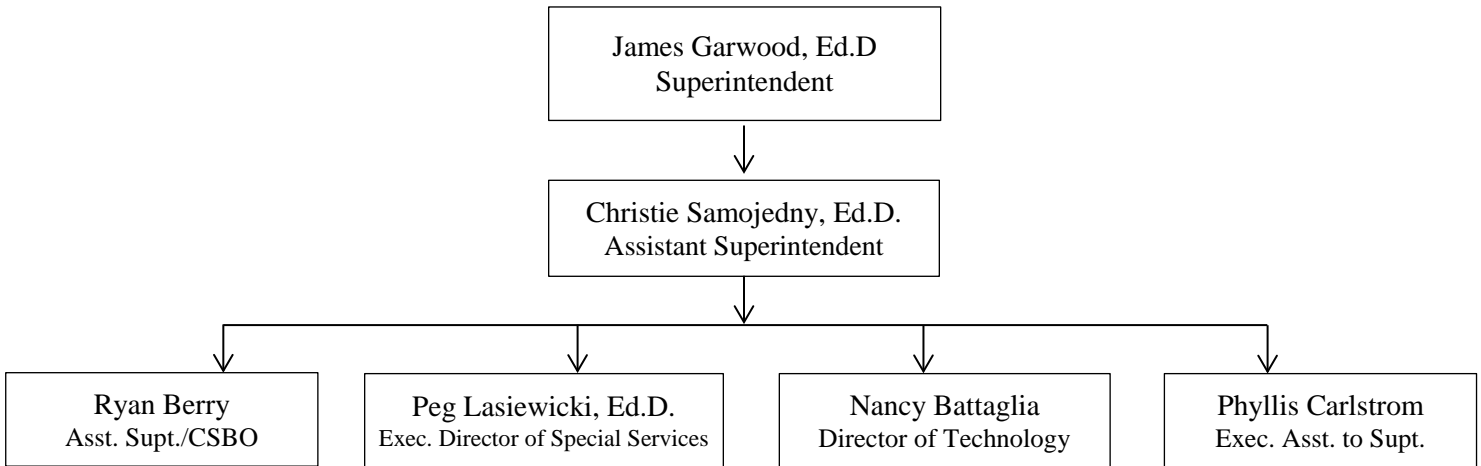 James Garwood, Ed.D
Superintendent
Christie Samojedny, Ed.D.
Assistant Superintendent
Ryan Berry
Asst. Supt./CSBO
Peg Lasiewicki, Ed.D.
Exec. Director of Special Services
Nancy Battaglia
Director of Technology
Phyllis Carlstrom
Exec. Asst. to Supt.